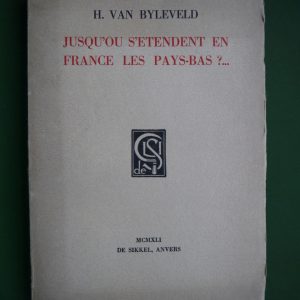 H. VAN BYLEVELD
JUSQU'OU S'ETENDENT EN
FRANCE LES PAYS-BAS ?...
MCMXLI
DE SIKKEL, ANVERS